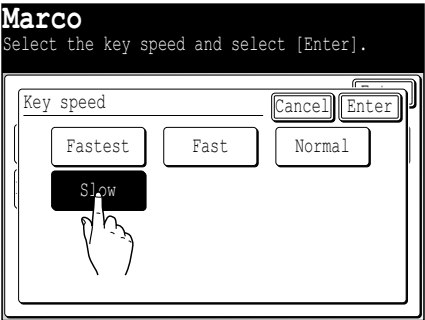 Marco
Select the key speed and select [Enter].
Key speed
Cancel
Enter
Fastest
Fast
Normal
Slow